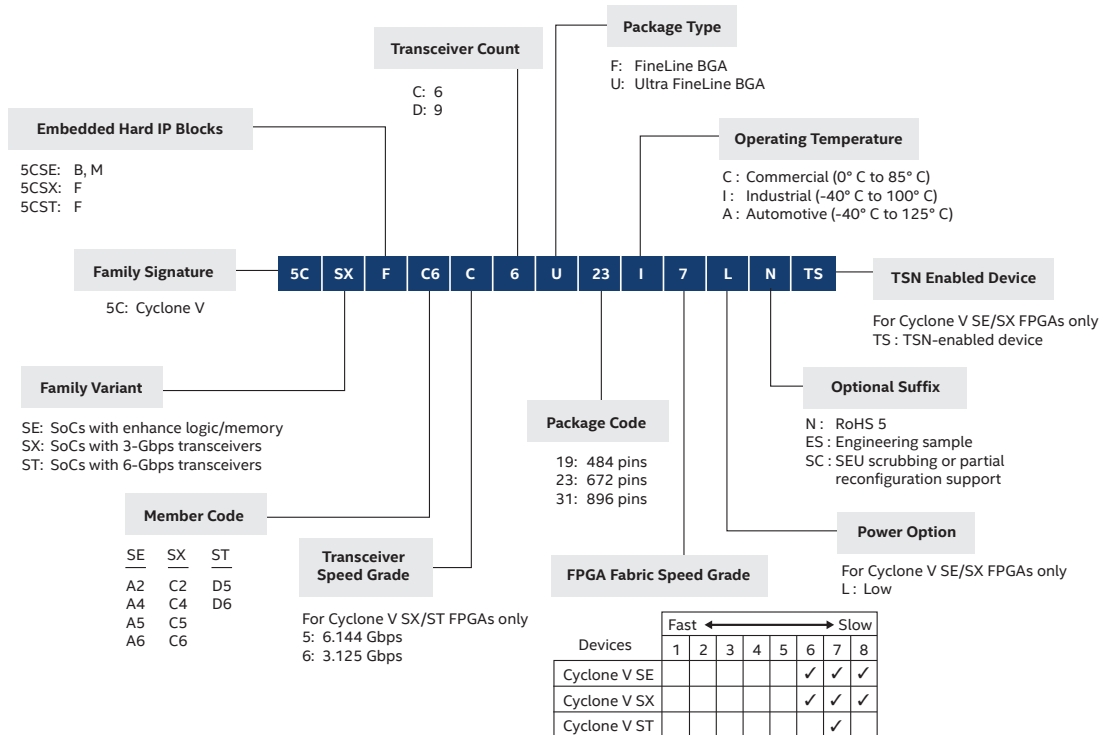 Package Type
F: FineLine BGA
U: Ultra FineLine BGA
Transceiver Count
C: 6
D: 9
Embedded Hard IP Blocks
5CSE: B, M
5CSX: F
5CST: F
Operating Temperature
C : Commercial (0° C to 85° C)
I : Industrial (-40° C to 100° C)
A : Automotive (-40° C to 125° C)
Family Signature
5C: Cyclone V
5C SX F C6 C 6 U 23 I 7 L N TS
TSN Enabled Device
For Cyclone V SE/SX FPGAs only
TS : TSN-enabled device
Family Variant
SE: SoCs with enhance logic/memory
SX: SoCs with 3-Gbps transceivers
ST: SoCs with 6-Gbps transceivers
Package Code
19: 484 pins
23: 672 pins
31: 896 pins
Optional Suffix
N : RoHS 5
ES : Engineering sample
SC : SEU scrubbing or partial
reconfiguration support
Member Code
SE SX ST
A2 C2 D5
A4 C4 D6
A5 C5
A6 C6
Transceiver
Speed Grade
For Cyclone V SX/ST FPGAs only
5: 6.144 Gbps
6: 3.125 Gbps
Power Option
For Cyclone V SE/SX FPGAs only
L : Low
FPGA Fabric Speed Grade
Fast Slow
Devices 1 2 3 4 5 6 7 8
Cyclone V SE ✓ ✓ ✓
Cyclone V SX ✓ ✓ ✓
Cyclone V ST ✓